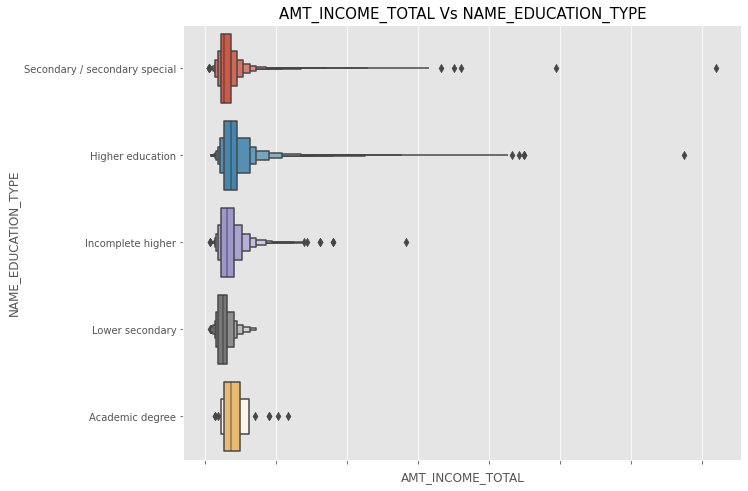 AMT_INCOME_TOTAL Vs NAME_EDUCATION_TYPE
NAME_EDUCATION_TYPE
Secondary / secondary special
Higher education
Incomplete higher
Lower secondary
Academic degree
AMT_INCOME_TOTAL